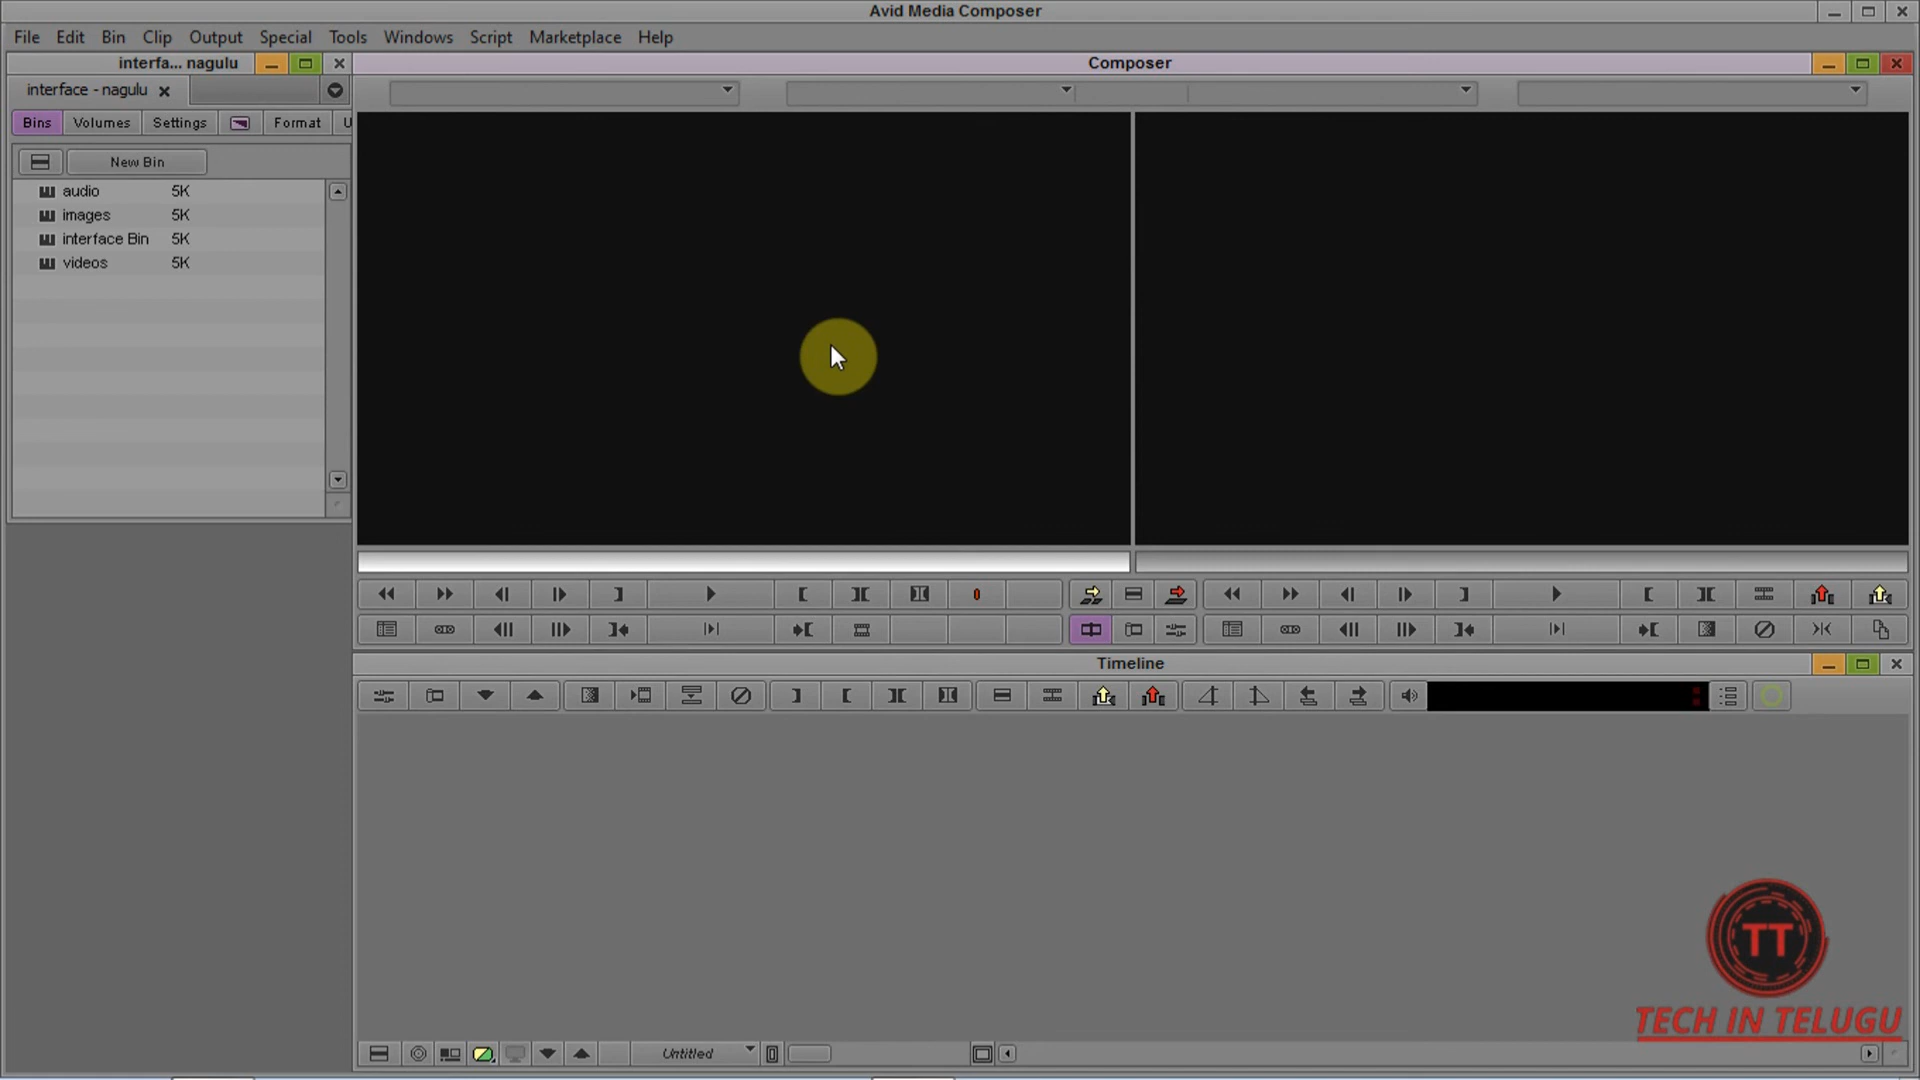 Avid Media Composer
File Edit Bin Clip Output Special Tools Windows Script Marketplace Help
interfa... nagulu
Composer
interface - nagulu
Bins Volumes Settings Format U
New Bin
audio 5K
images 5K
interface Bin 5K
videos 5K
Timeline
TT
TECH IN TELUGU
Untitled